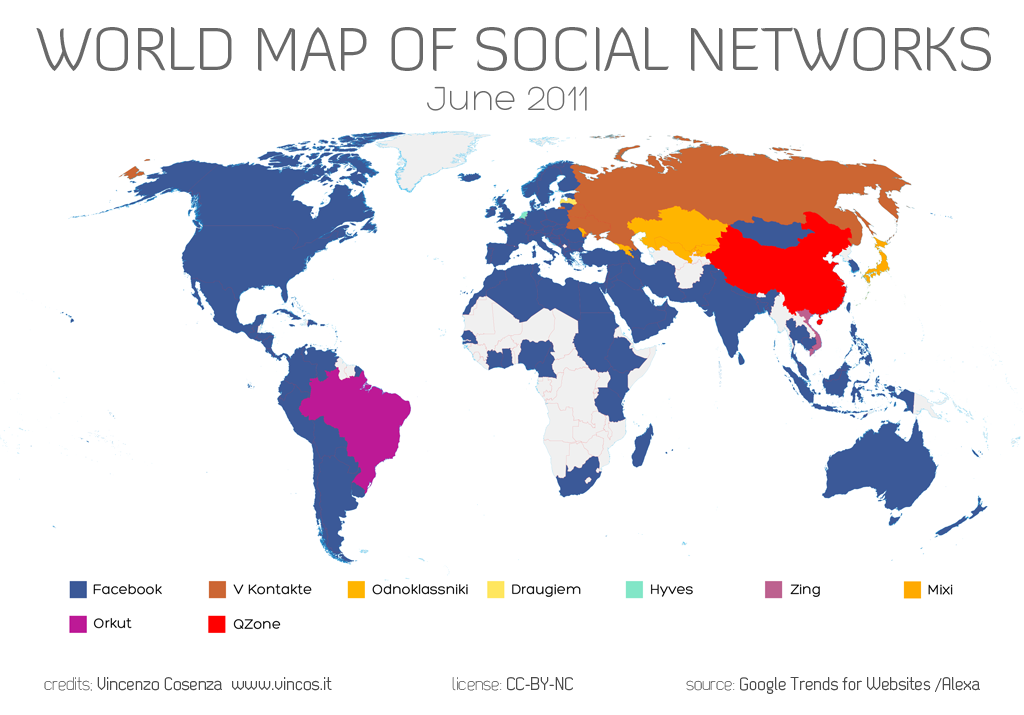 WORLD MAP OF SOCIAL NETWORKS
June 2011
Facebook V Kontakte Odnoklassniki Draugiem Hyves Zing Mixi
Orkut QZone
credits: Vincenzo Cosenza www.vincos.it license: CC-BY-NC source: Google Trends for Websites /Alexa